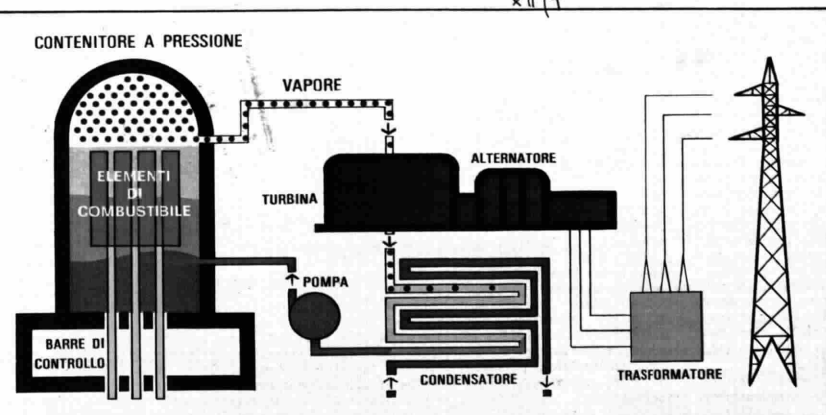 CONTENITORE A PRESSIONE
VAPORE
ELEMENTI
DI
COMBUSTIBILE
ALTERNATORE
TURBINA
POMPA
BARRE DI
CONTROLLO
CONDENSATORE
TRASFORMATORE